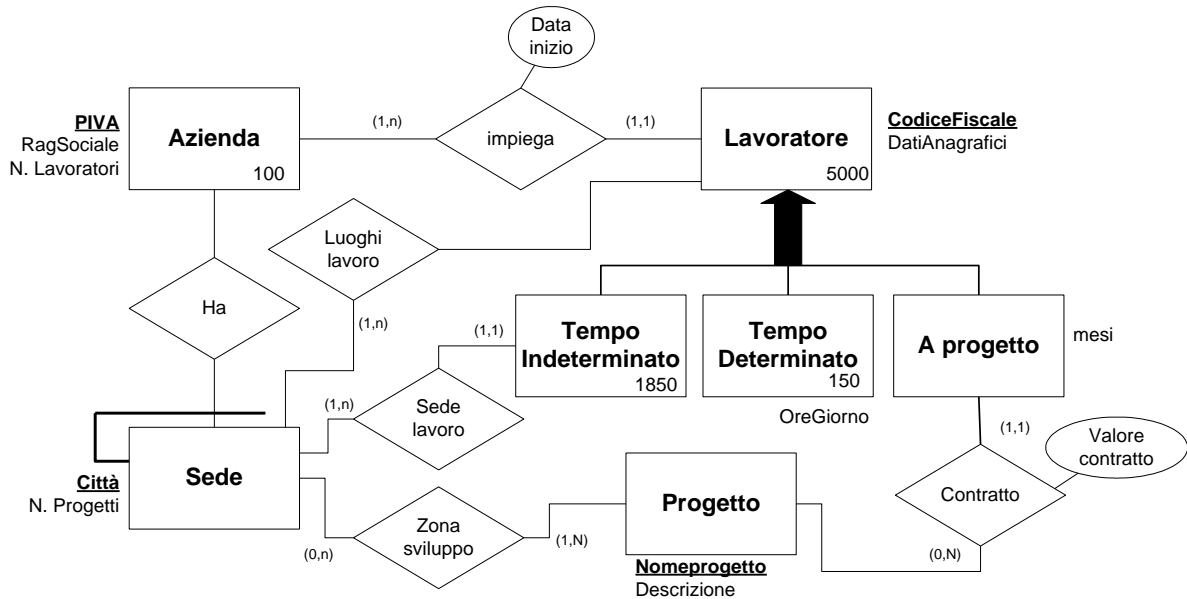 Data
inizio
PIVA
RagSociale
N. Lavoratori
Azienda
100
(1,n)
impiega
(1,1)
Lavoratore
5000
CodiceFiscale
DatiAnagrafici
Luoghi
lavoro
(1,n)
Ha
(1,1)
Tempo
Indeterminato
1850
Tempo
Determinato
150
OreGiorno
A progetto
mesi
(1,n)
Sede
lavoro
(1,1)
Valore
contratto
Città
N. Progetti
Sede
Progetto
Contratto
Zona
sviluppo
(0,n)
(1,N)
(0,N)
Nomeprogetto
Descrizione